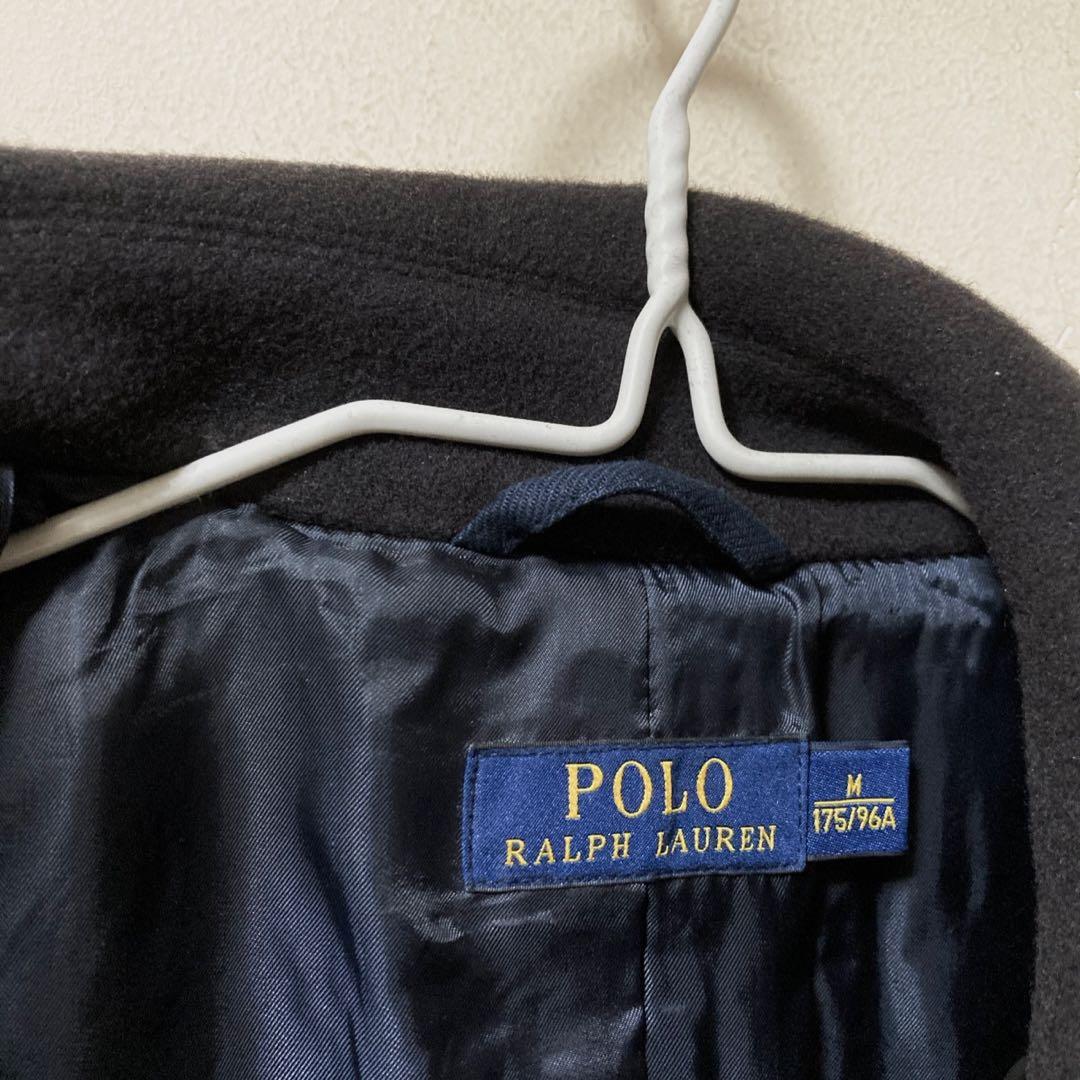 POLO
RALPH LAUREN
M
175/96A